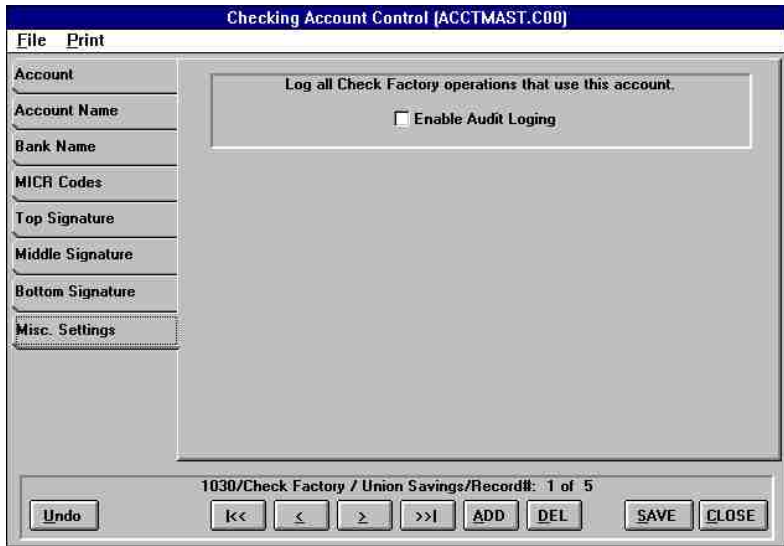 Checking Account Control (ACCTMAST.C00)
File Print
Account
Account Name
Bank Name
MICR Codes
Top Signature
Middle Signature
Bottom Signature
Misc. Settings
Log all Check Factory operations that use this account.
Enable Audit Loging
1030/Check Factory / Union Savings/Record#: 1 of 5
Undo |<< < > >>| ADD DEL SAVE CLOSE